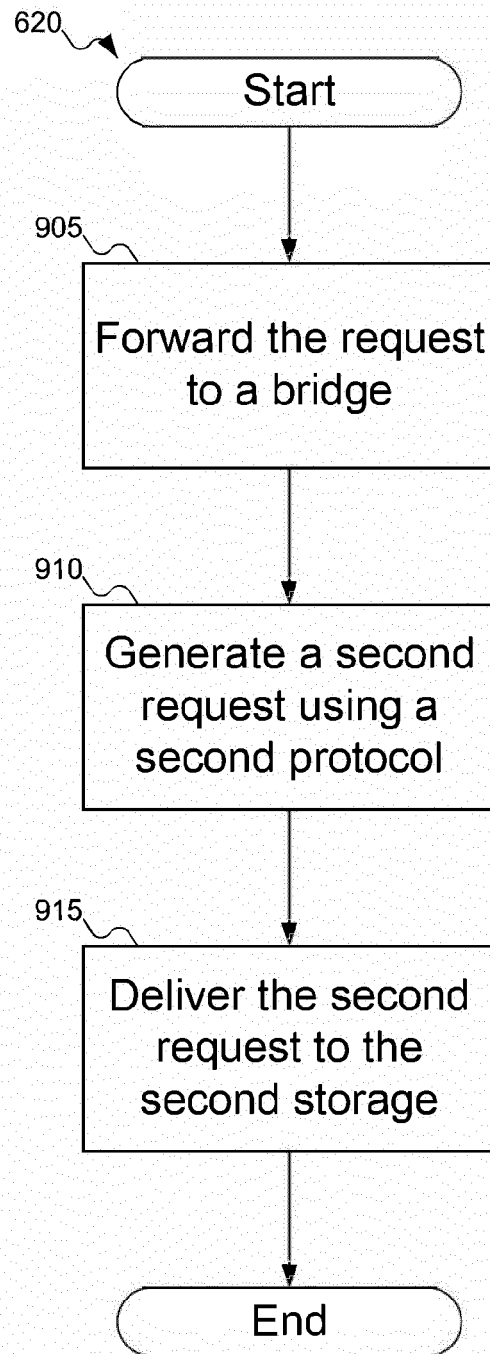 620
Start
905
Forward the request
to a bridge
910
Generate a second
request using a
second protocol
915
Deliver the second
request to the
second storage
End